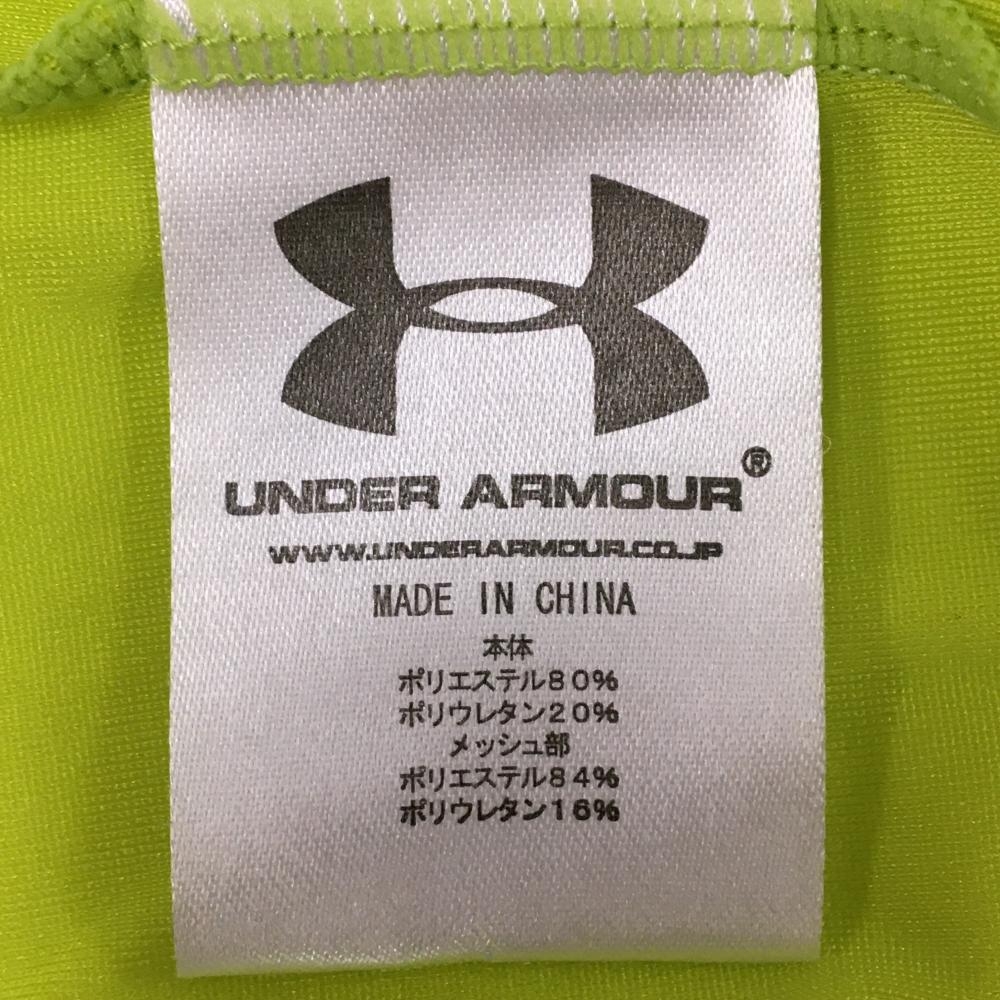 UNDER ARMOUR®
WWW.UNDERARMOUR.CO.JP
MADE IN CHINA
本体
ポリエステル80%
ポリウレタン20%
メッシュ部
ポリエステル84%
ポリウレタン16%